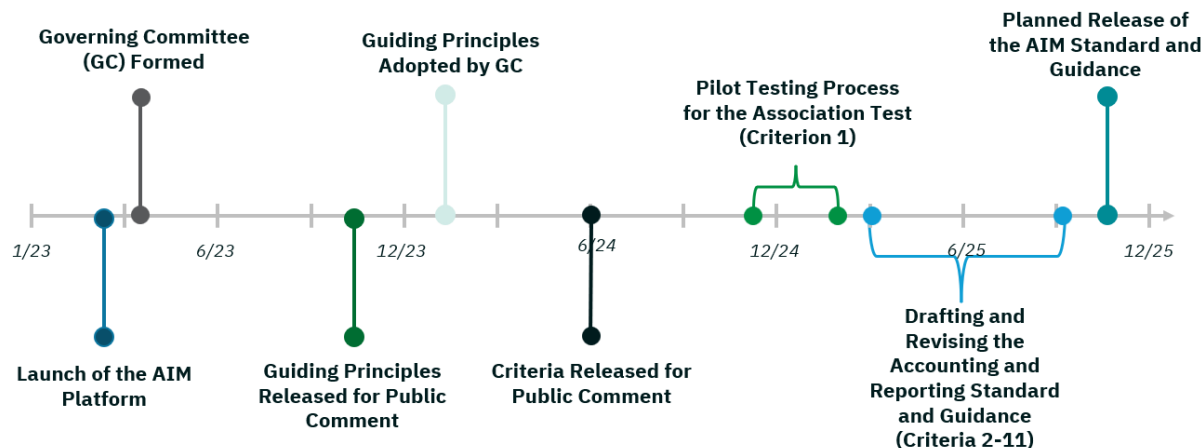 Governing Committee
(GC) Formed
Guiding Principles
Adopted by GC
Pilot Testing Process
for the Association Test
(Criterion 1)
Planned Release of
the AIM Standard and
Guidance
1/23
6/23
12/23
6/24
12/24
6/25
12/25
Launch of the AIM
Platform
Guiding Principles
Released for Public
Comment
Criteria Released for
Public Comment
Drafting and
Revising the
Accounting and
Reporting Standard
and Guidance
(Criteria 2-11)